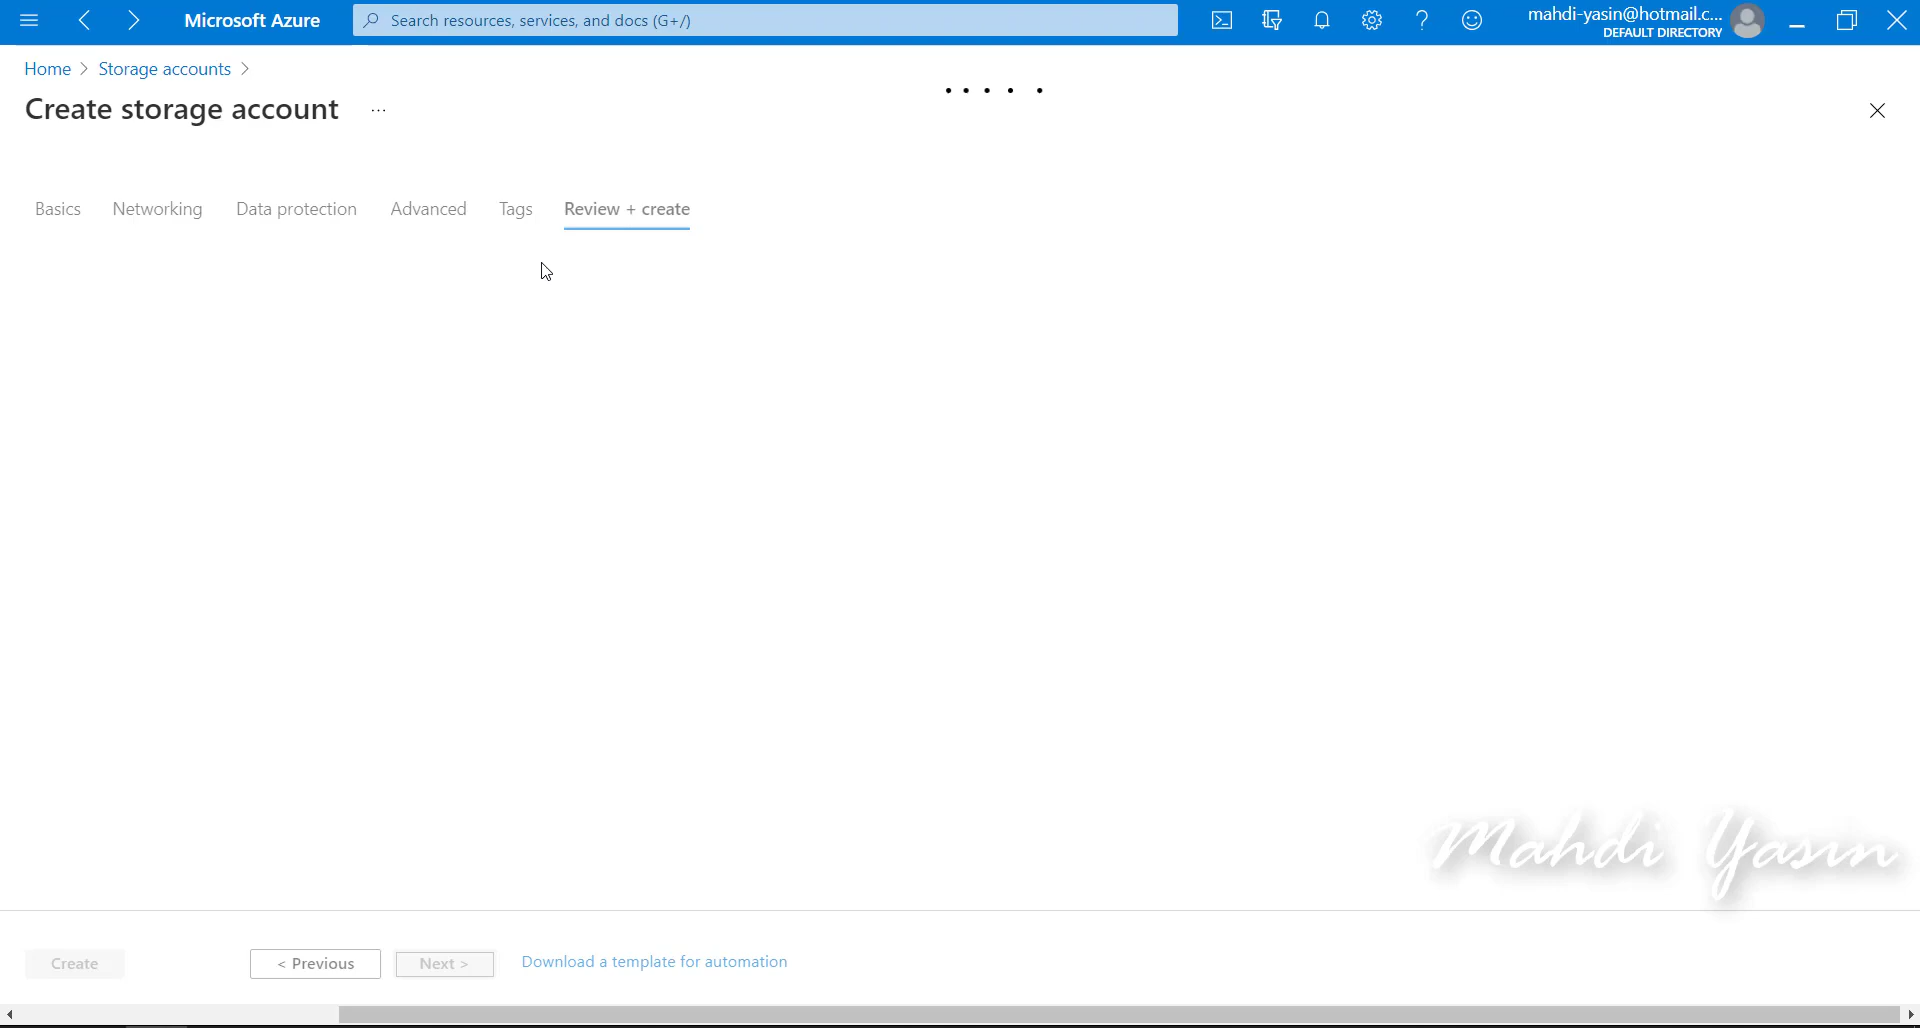 Microsoft Azure
Search resources, services, and docs (G+/)
mahdi-yasin@hotmail.c...
DEFAULT DIRECTORY
Home > Storage accounts >
Create storage account ...
Basics Networking Data protection Advanced Tags Review + create
Mahdi Yasin
Create < Previous Next > Download a template for automation